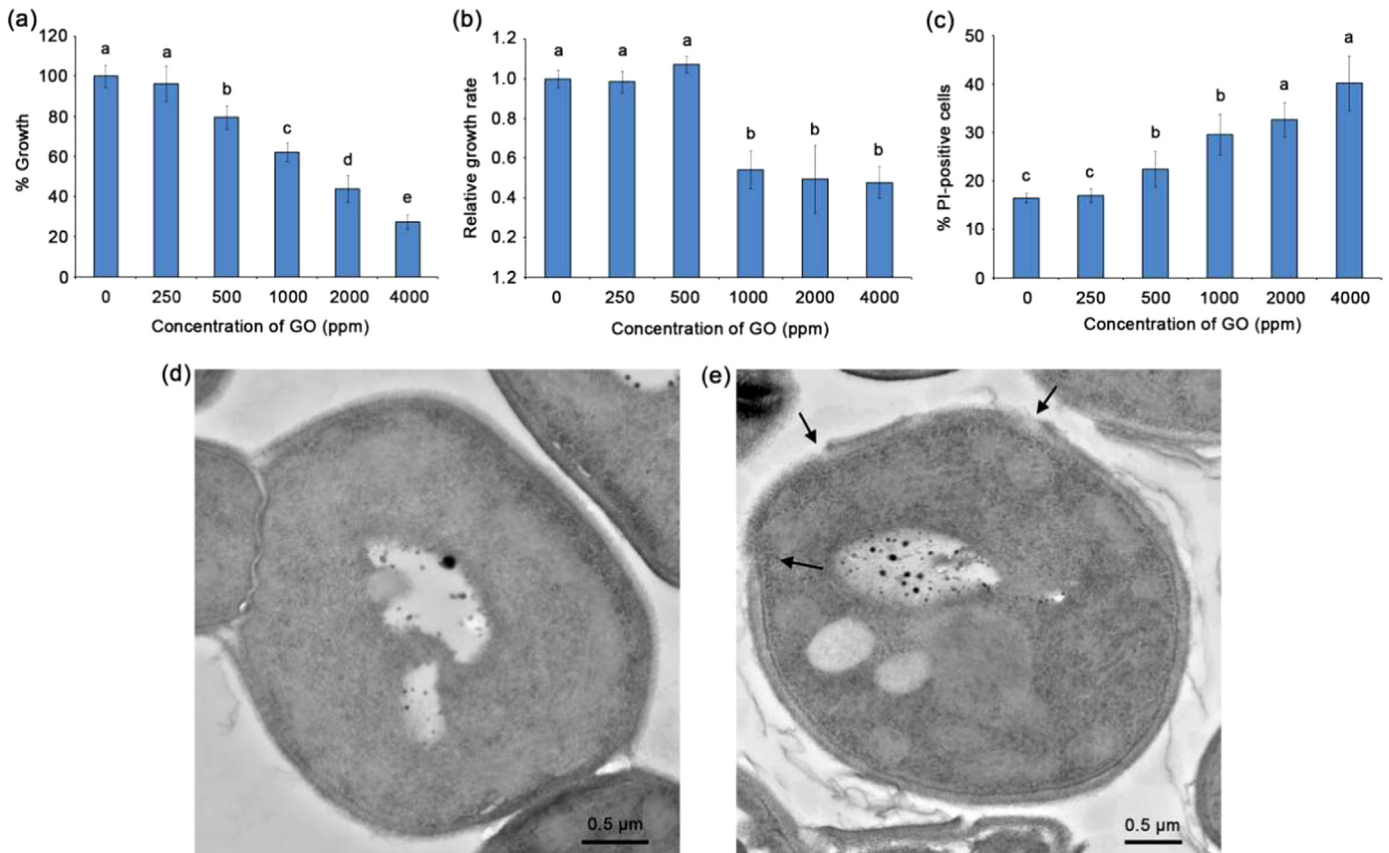 (a)
% Growth
120
100
80
60
40
20
0
a
a
b
c
d
e
0 250 500 1000 2000 4000
Concentration of GO (ppm)
(b)
Relative growth rate
1.2
1.0
0.8
0.6
0.4
0.2
1.2
a
a
a
b
b
b
0 250 500 1000 2000 4000
Concentration of GO (ppm)
(c)
% PI-positive cells
50
40
30
20
10
0
c
c
b
b
a
a
0 250 500 1000 2000 4000
Concentration of GO (ppm)
(d)
0.5 µm
(e)
0.5 µm